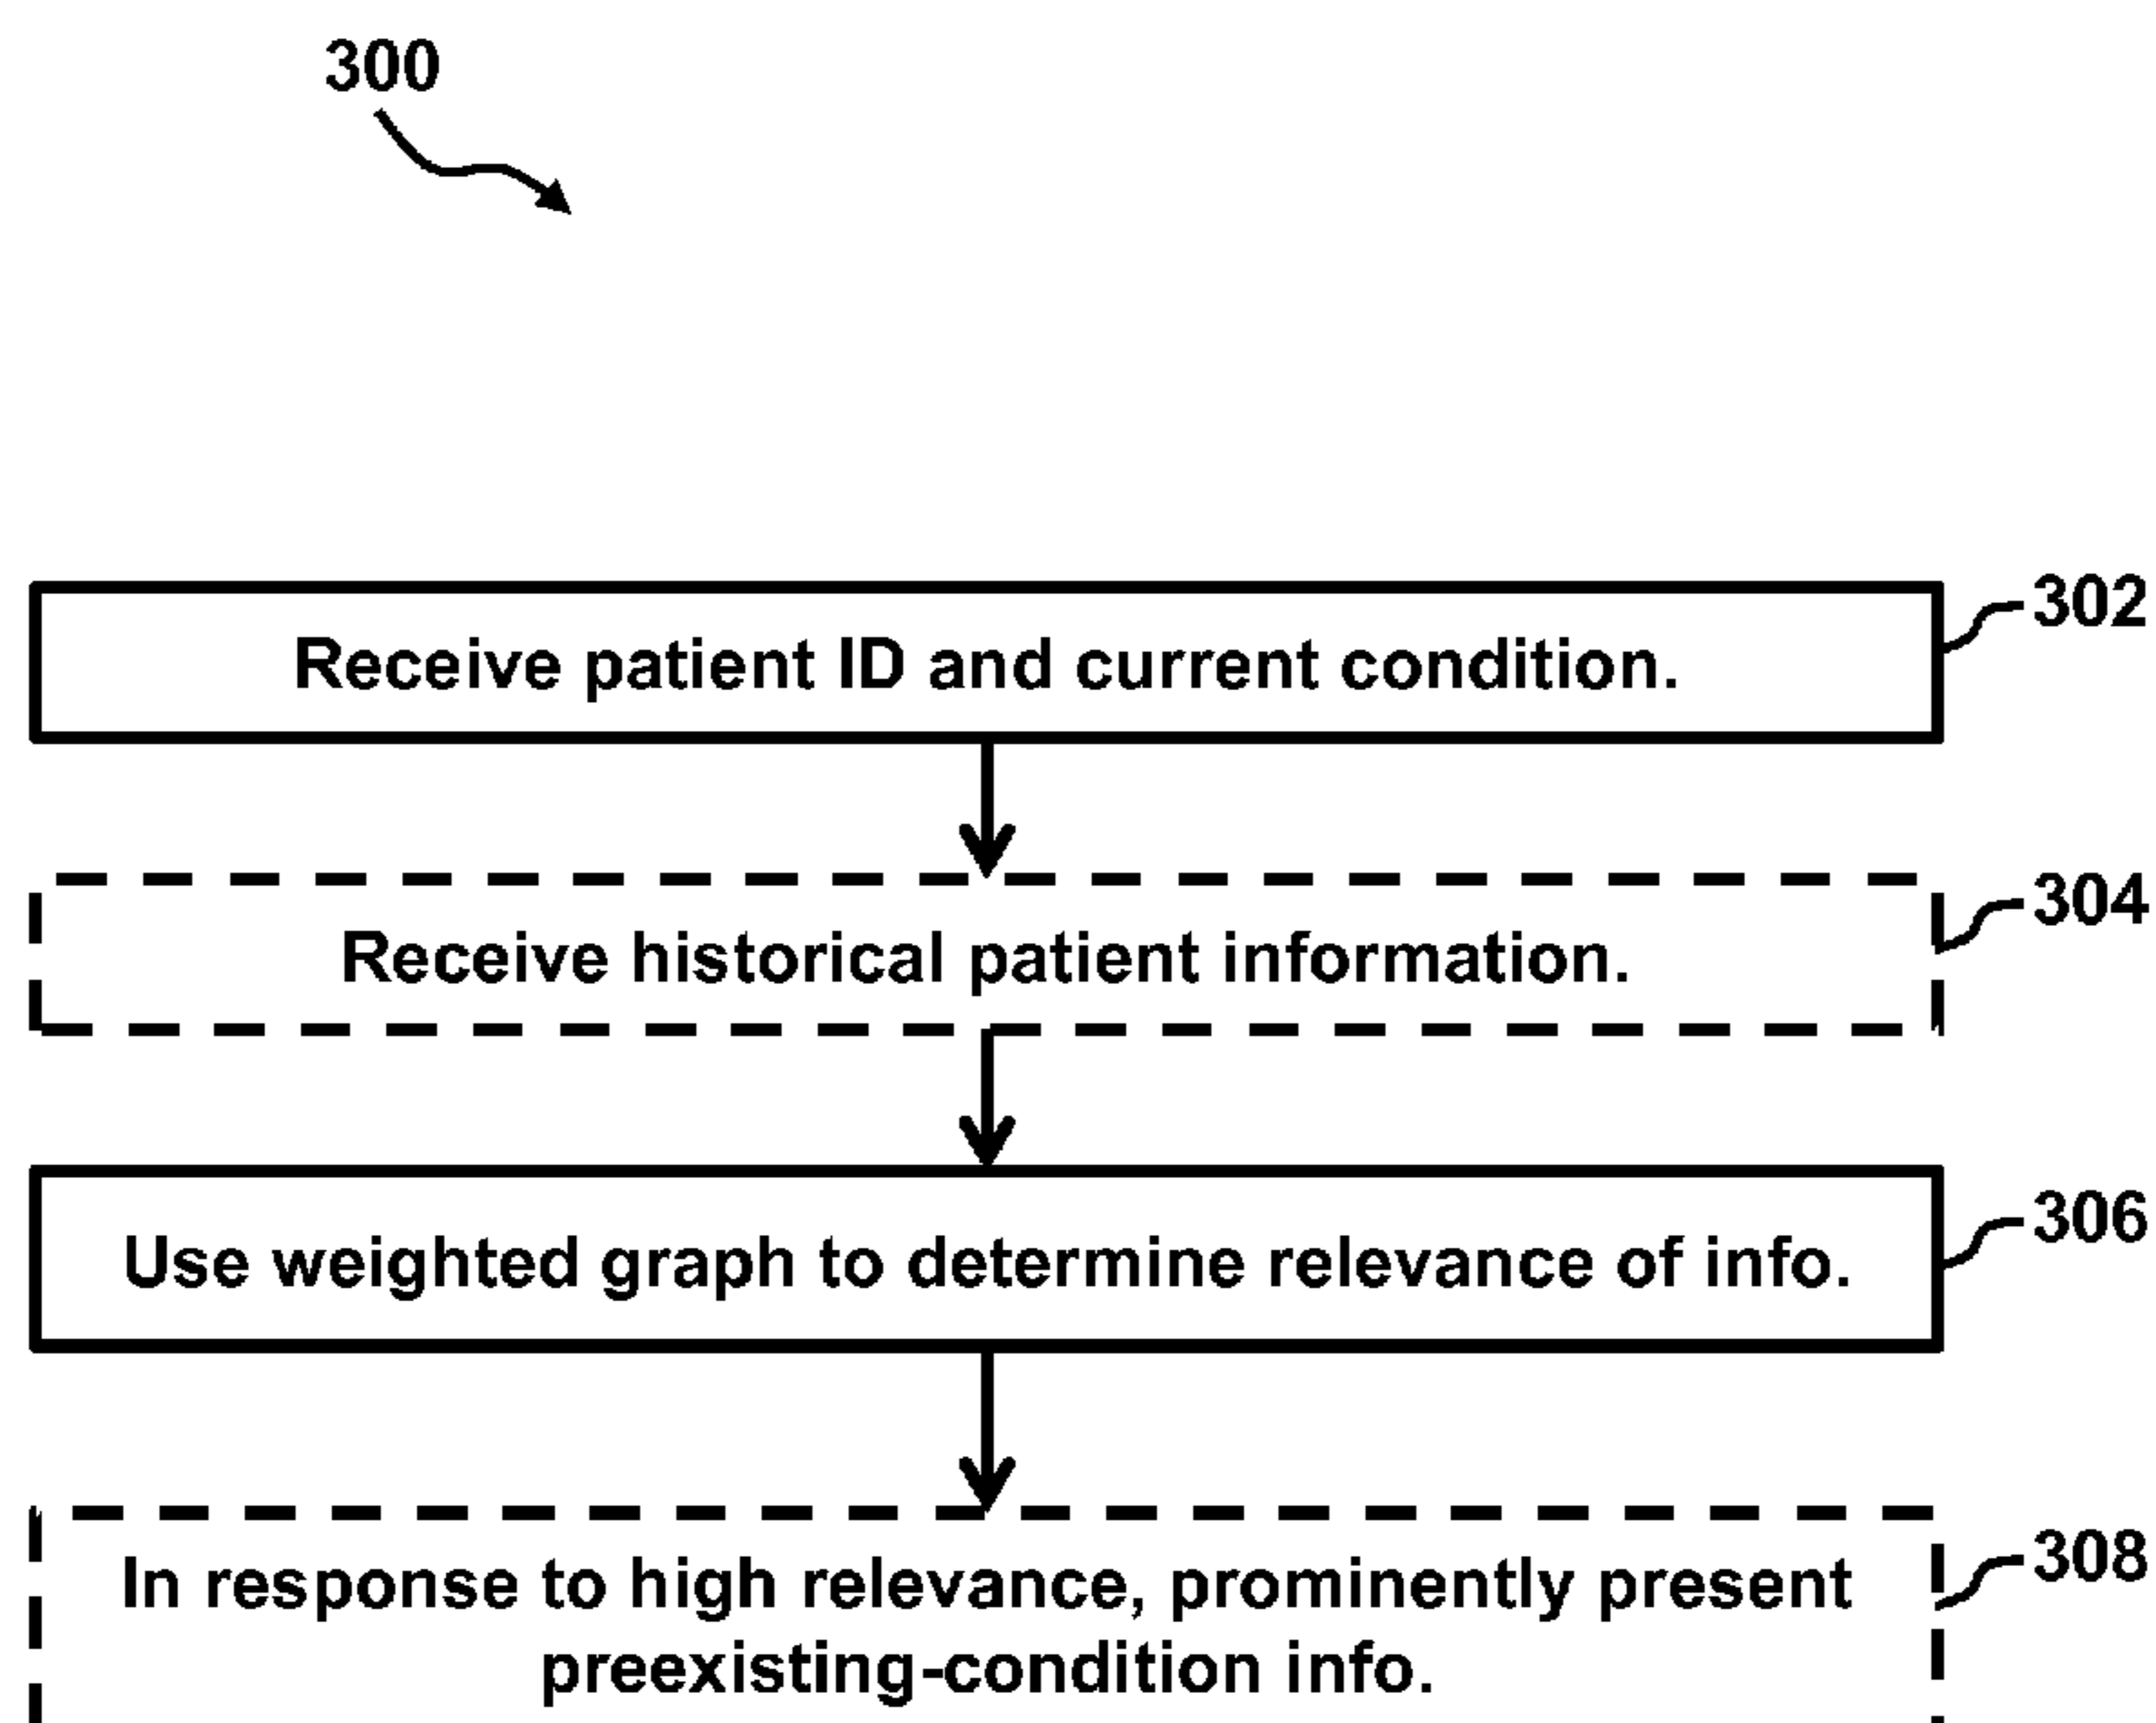 300
Receive patient ID and current condition.
302
Receive historical patient information.
304
Use weighted graph to determine relevance of info.
306
In response to high relevance, prominently present
preexisting-condition info.
308